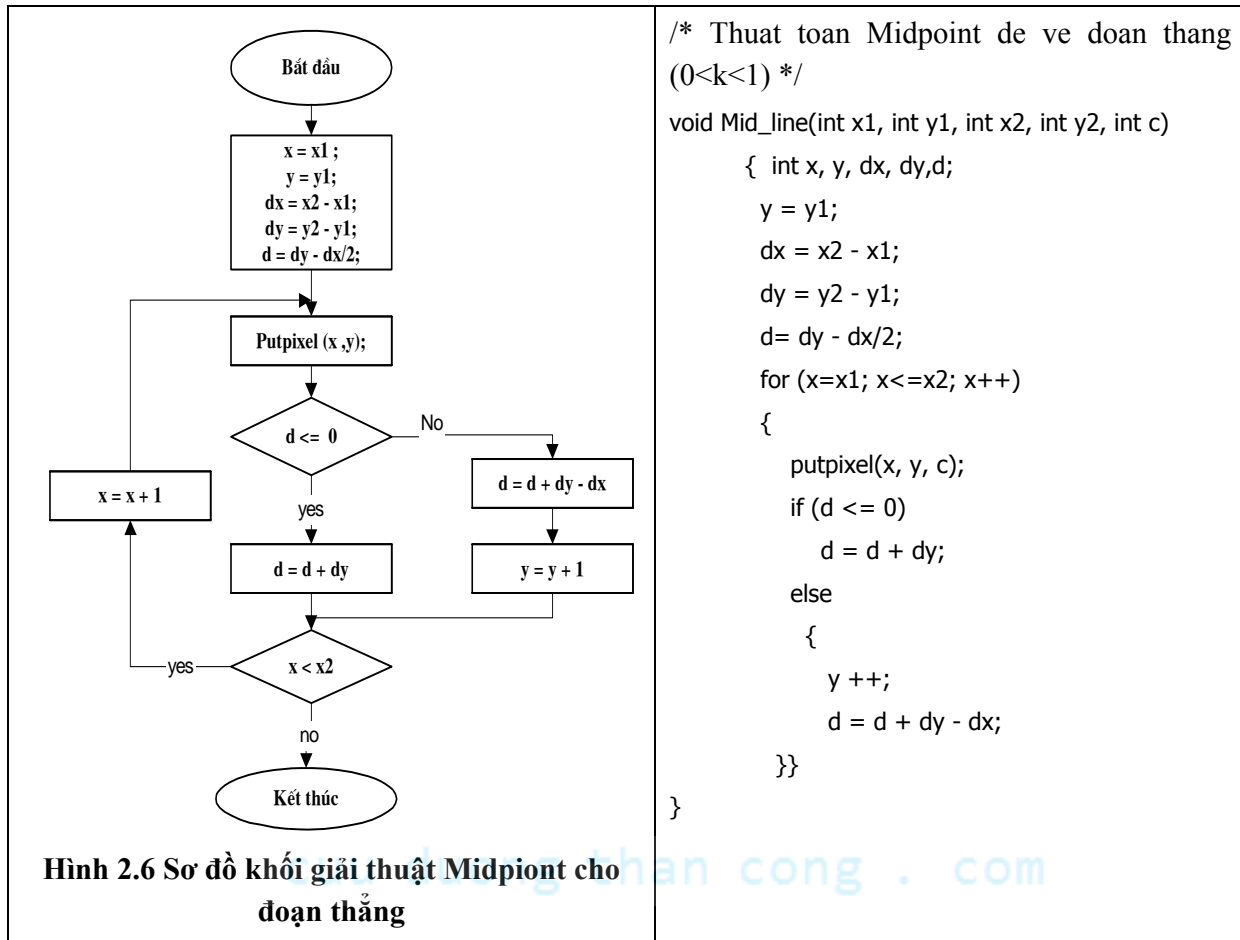 Bắt đầu
x = x1 ;
y = y1;
dx = x2 - x1;
dy = y2 - y1;
d = dy - dx/2;
Putpixel (x ,y);
d <= 0
No
d = d + dy - dx
x = x + 1
yes
d = d + dy
y = y + 1
yes
x < x2
no
Kết thúc
Hình 2.6 Sơ đồ khối giải thuật Midpiont cho
đoạn thẳng
/* Thuat toan Midpoint de ve doan thang
(0<k<1) */
void Mid_line(int x1, int y1, int x2, int y2, int c)
{ int x, y, dx, dy,d;
y = y1;
dx = x2 - x1;
dy = y2 - y1;
d= dy - dx/2;
for (x=x1; x<=x2; x++)
{
putpixel(x, y, c);
if (d <= 0)
d = d + dy;
else
{
y ++;
d = d + dy - dx;
}}
}
cuu duong than cong . com